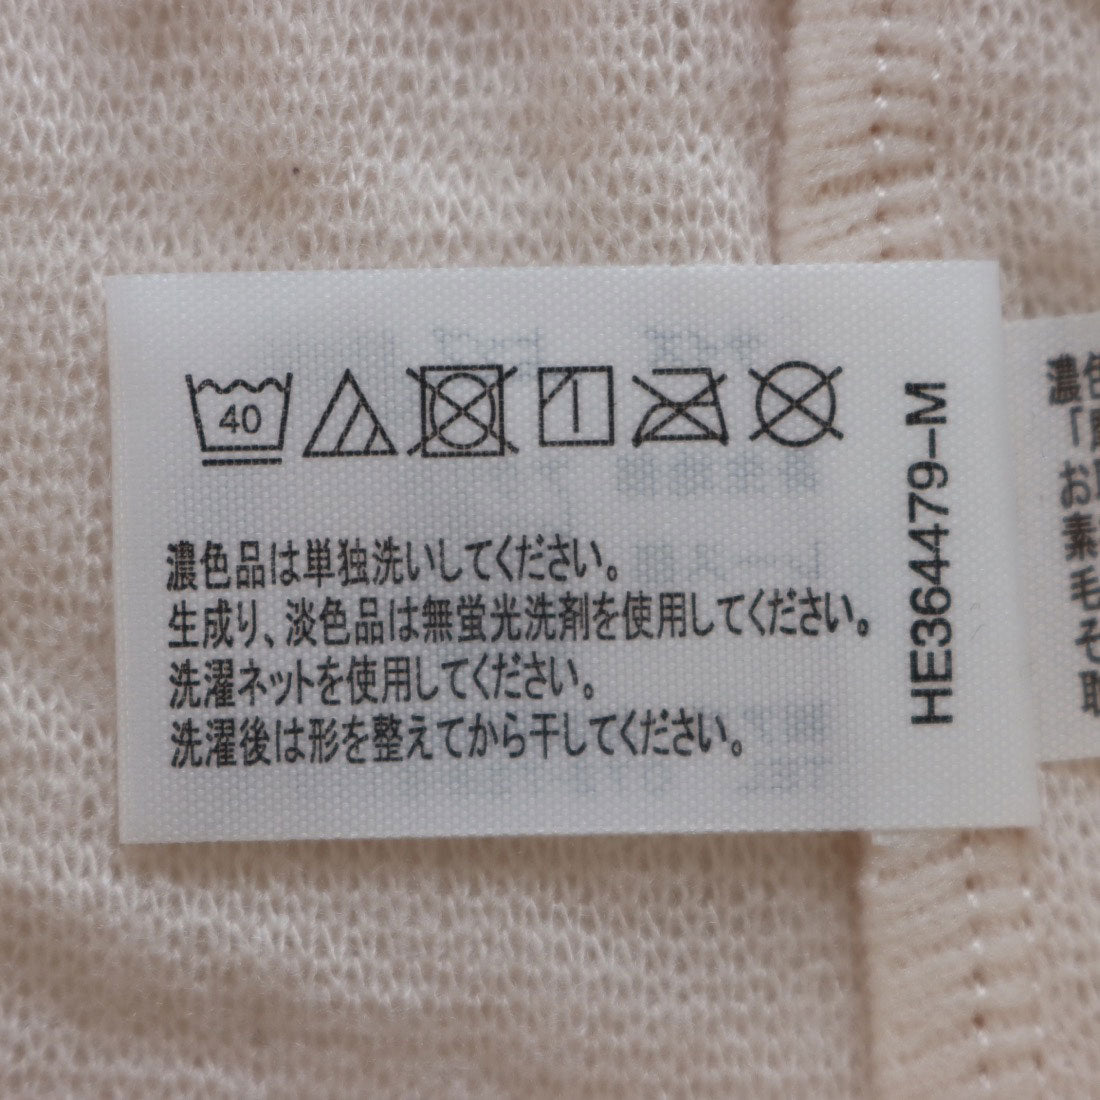 40
濃色品は単独洗いしてください。
生成り、淡色品は無蛍光洗剤を使用してください。
洗濯ネットを使用してください。
洗濯後は形を整えてから干してください。
HE364479-M
濃色
お
素
毛
そ
取